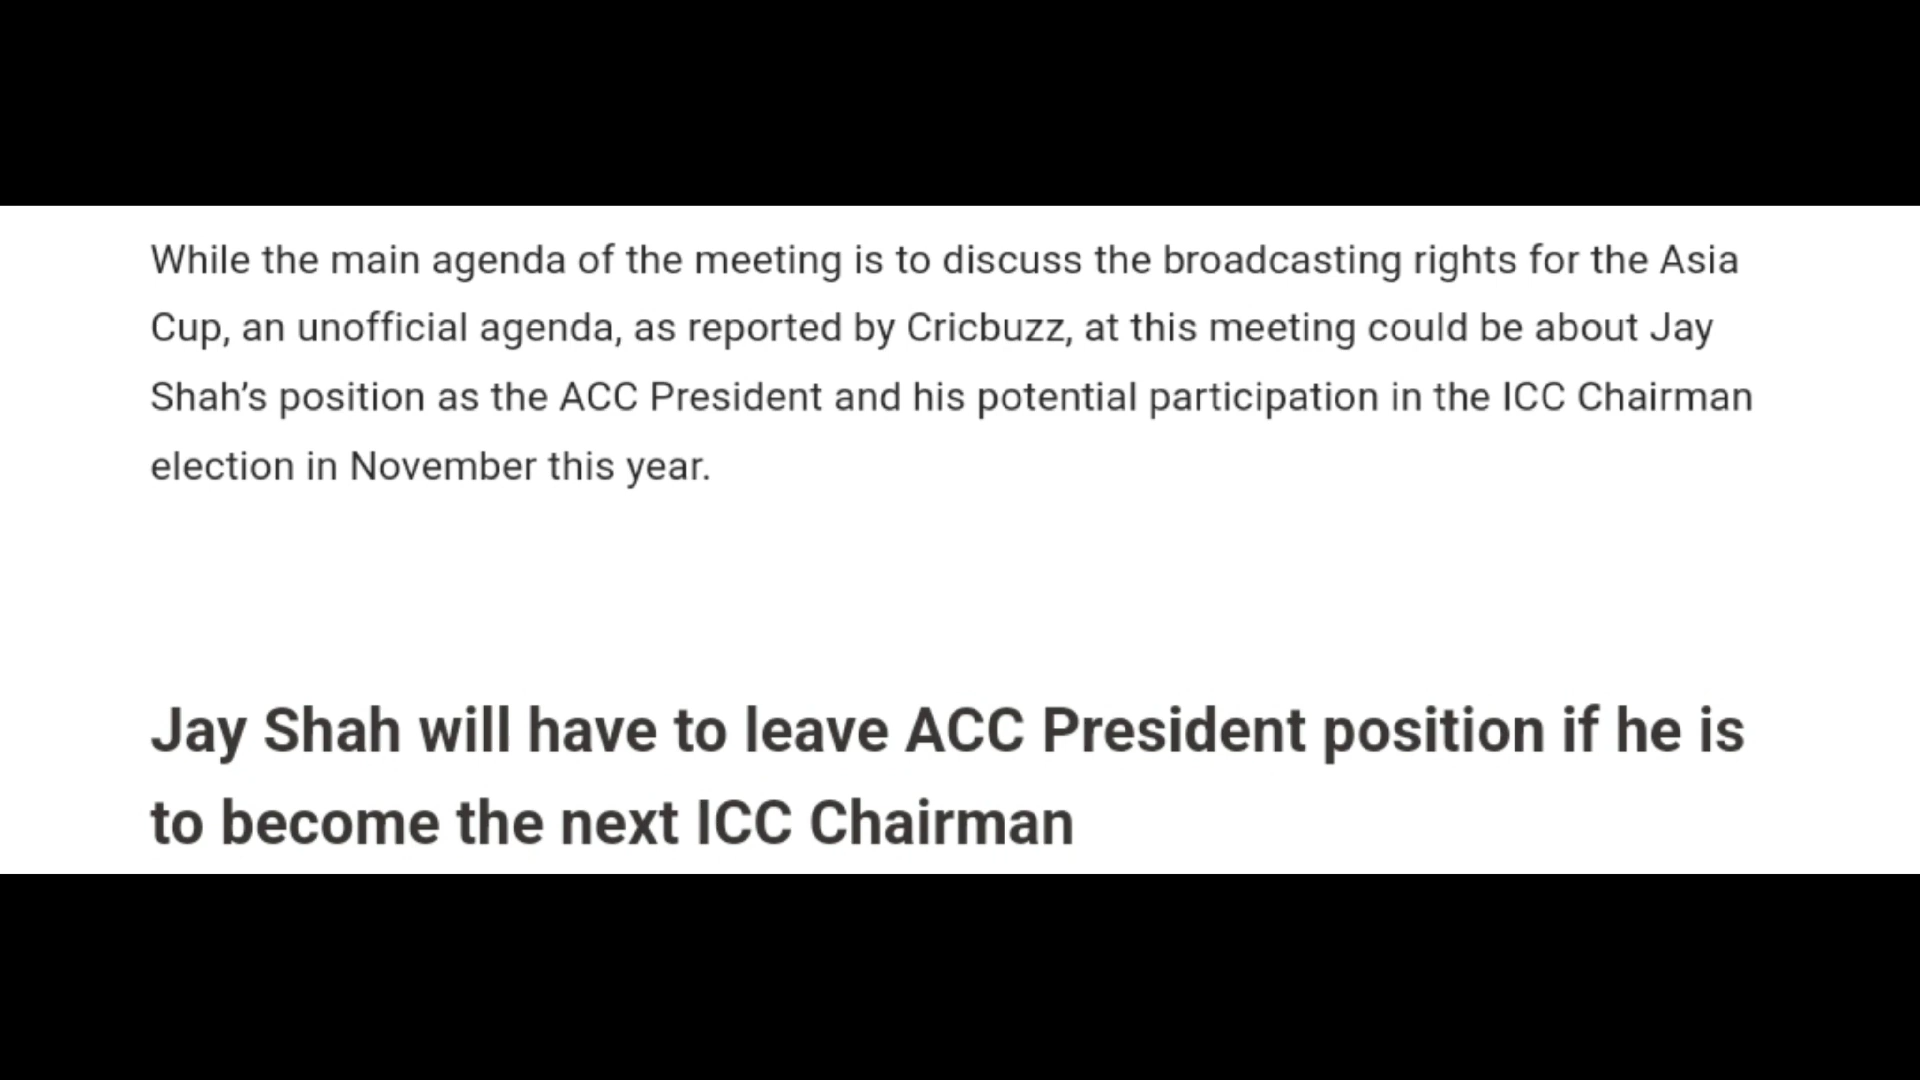 While the main agenda of the meeting is to discuss the broadcasting rights for the Asia
Cup, an unofficial agenda, as reported by Cricbuzz, at this meeting could be about Jay
Shah’s position as the ACC President and his potential participation in the ICC Chairman
election in November this year.
Jay Shah will have to leave ACC President position if he is
to become the next ICC Chairman